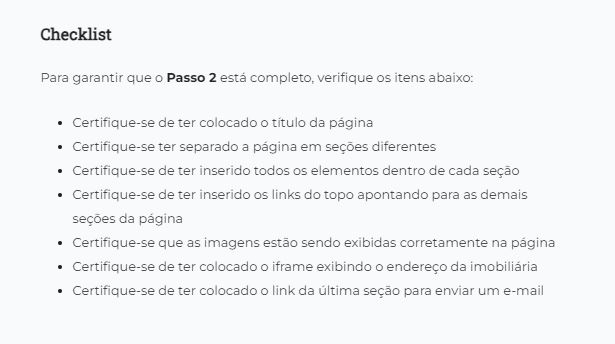 Checklist
Para garantir que o Passo 2 está completo, verifique os itens abaixo:
• Certifique-se de ter colocado o título da página
• Certifique-se ter separado a página em seções diferentes
• Certifique-se de ter inserido todos os elementos dentro de cada seção
• Certifique-se de ter inserido os links do topo apontando para as demais
seções da página
• Certifique-se que as imagens estão sendo exibidas corretamente na página
• Certifique-se de ter colocado o iframe exibindo o endereço da imobiliária
• Certifique-se de ter colocado o link da última seção para enviar um e-mail